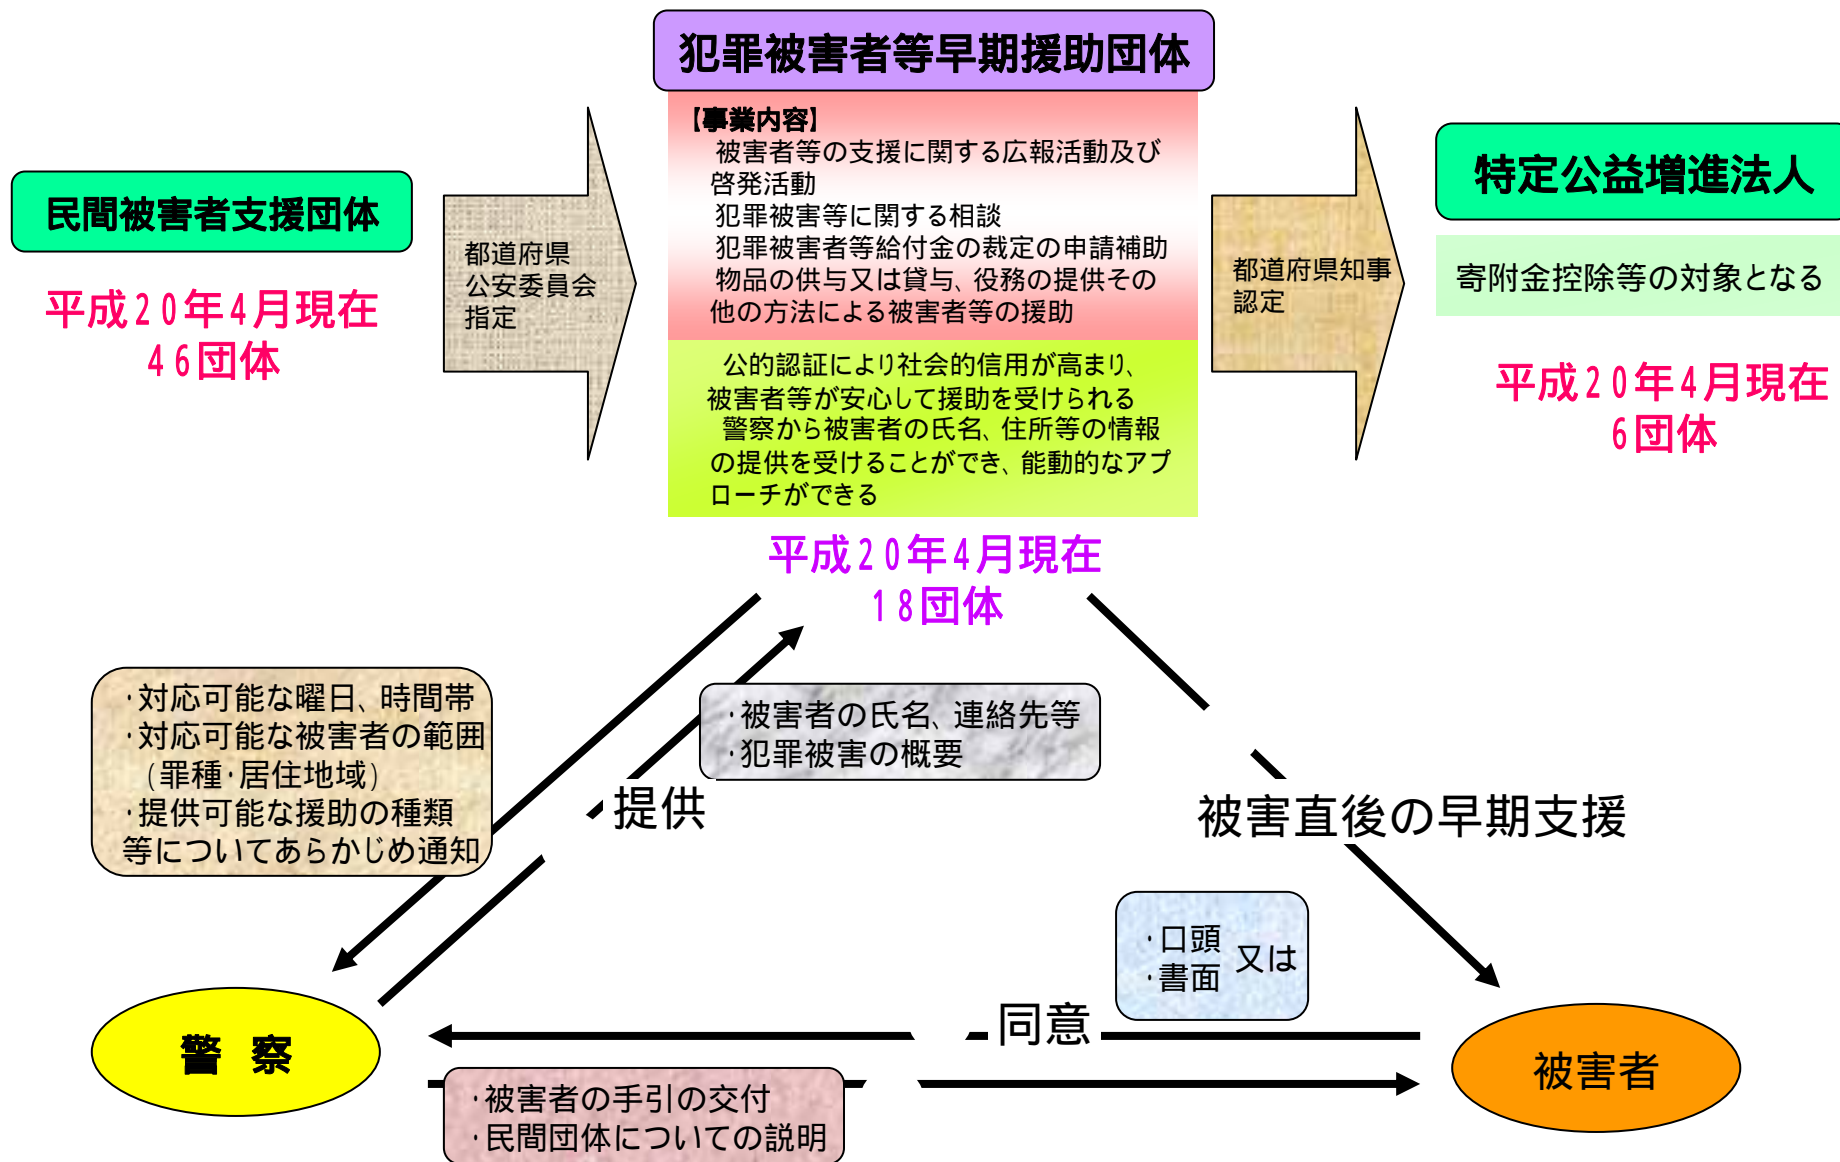 犯罪被害者等早期援助団体
【事業内容】
被害者等の支援に関する広報活動及び
啓発活動
犯罪被害等に関する相談
犯罪被害者等給付金の裁定の申請補助
物品の供与又は貸与、役務の提供その
他の方法による被害者等の援助
公的認証により社会的信用が高まり、
被害者等が安心して援助を受けられる
警察から被害者の氏名、住所等の情報
の提供を受けることができ、能動的なアプ
ローチができる
平成20年4月現在
18団体
民間被害者支援団体
平成20年4月現在
46団体
都道府県
公安委員会
指定
都道府県知事
認定
特定公益増進法人
寄附金控除等の対象となる
平成20年4月現在
6団体
・対応可能な曜日、時間帯
・対応可能な被害者の範囲
(罪種・居住地域)
・提供可能な援助の種類
等についてあらかじめ通知
・被害者の氏名、連絡先等
・犯罪被害の概要
提供
被害直後の早期支援
・口頭
・書面
又は
同意
警 察
・被害者の手引の交付
・民間団体についての説明
被害者